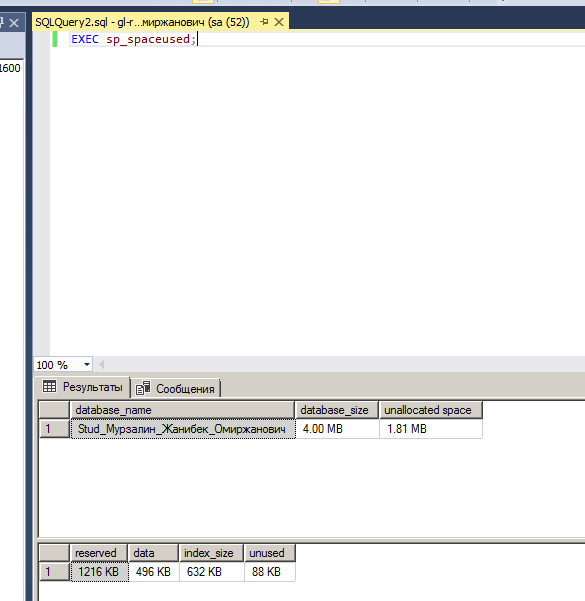 SQLQuery2.sql - gl-r...миржанович (sa (52))
1600
EXEC sp_spaceused;
100 %
Результаты Сообщения
database_name database_size unallocated space
1 Stud_Мурзалин_Жанибек_Омиржанович 4.00 MB 1.81 MB
reserved data index_size unused
1 1216 KB 496 KB 632 KB 88 KB